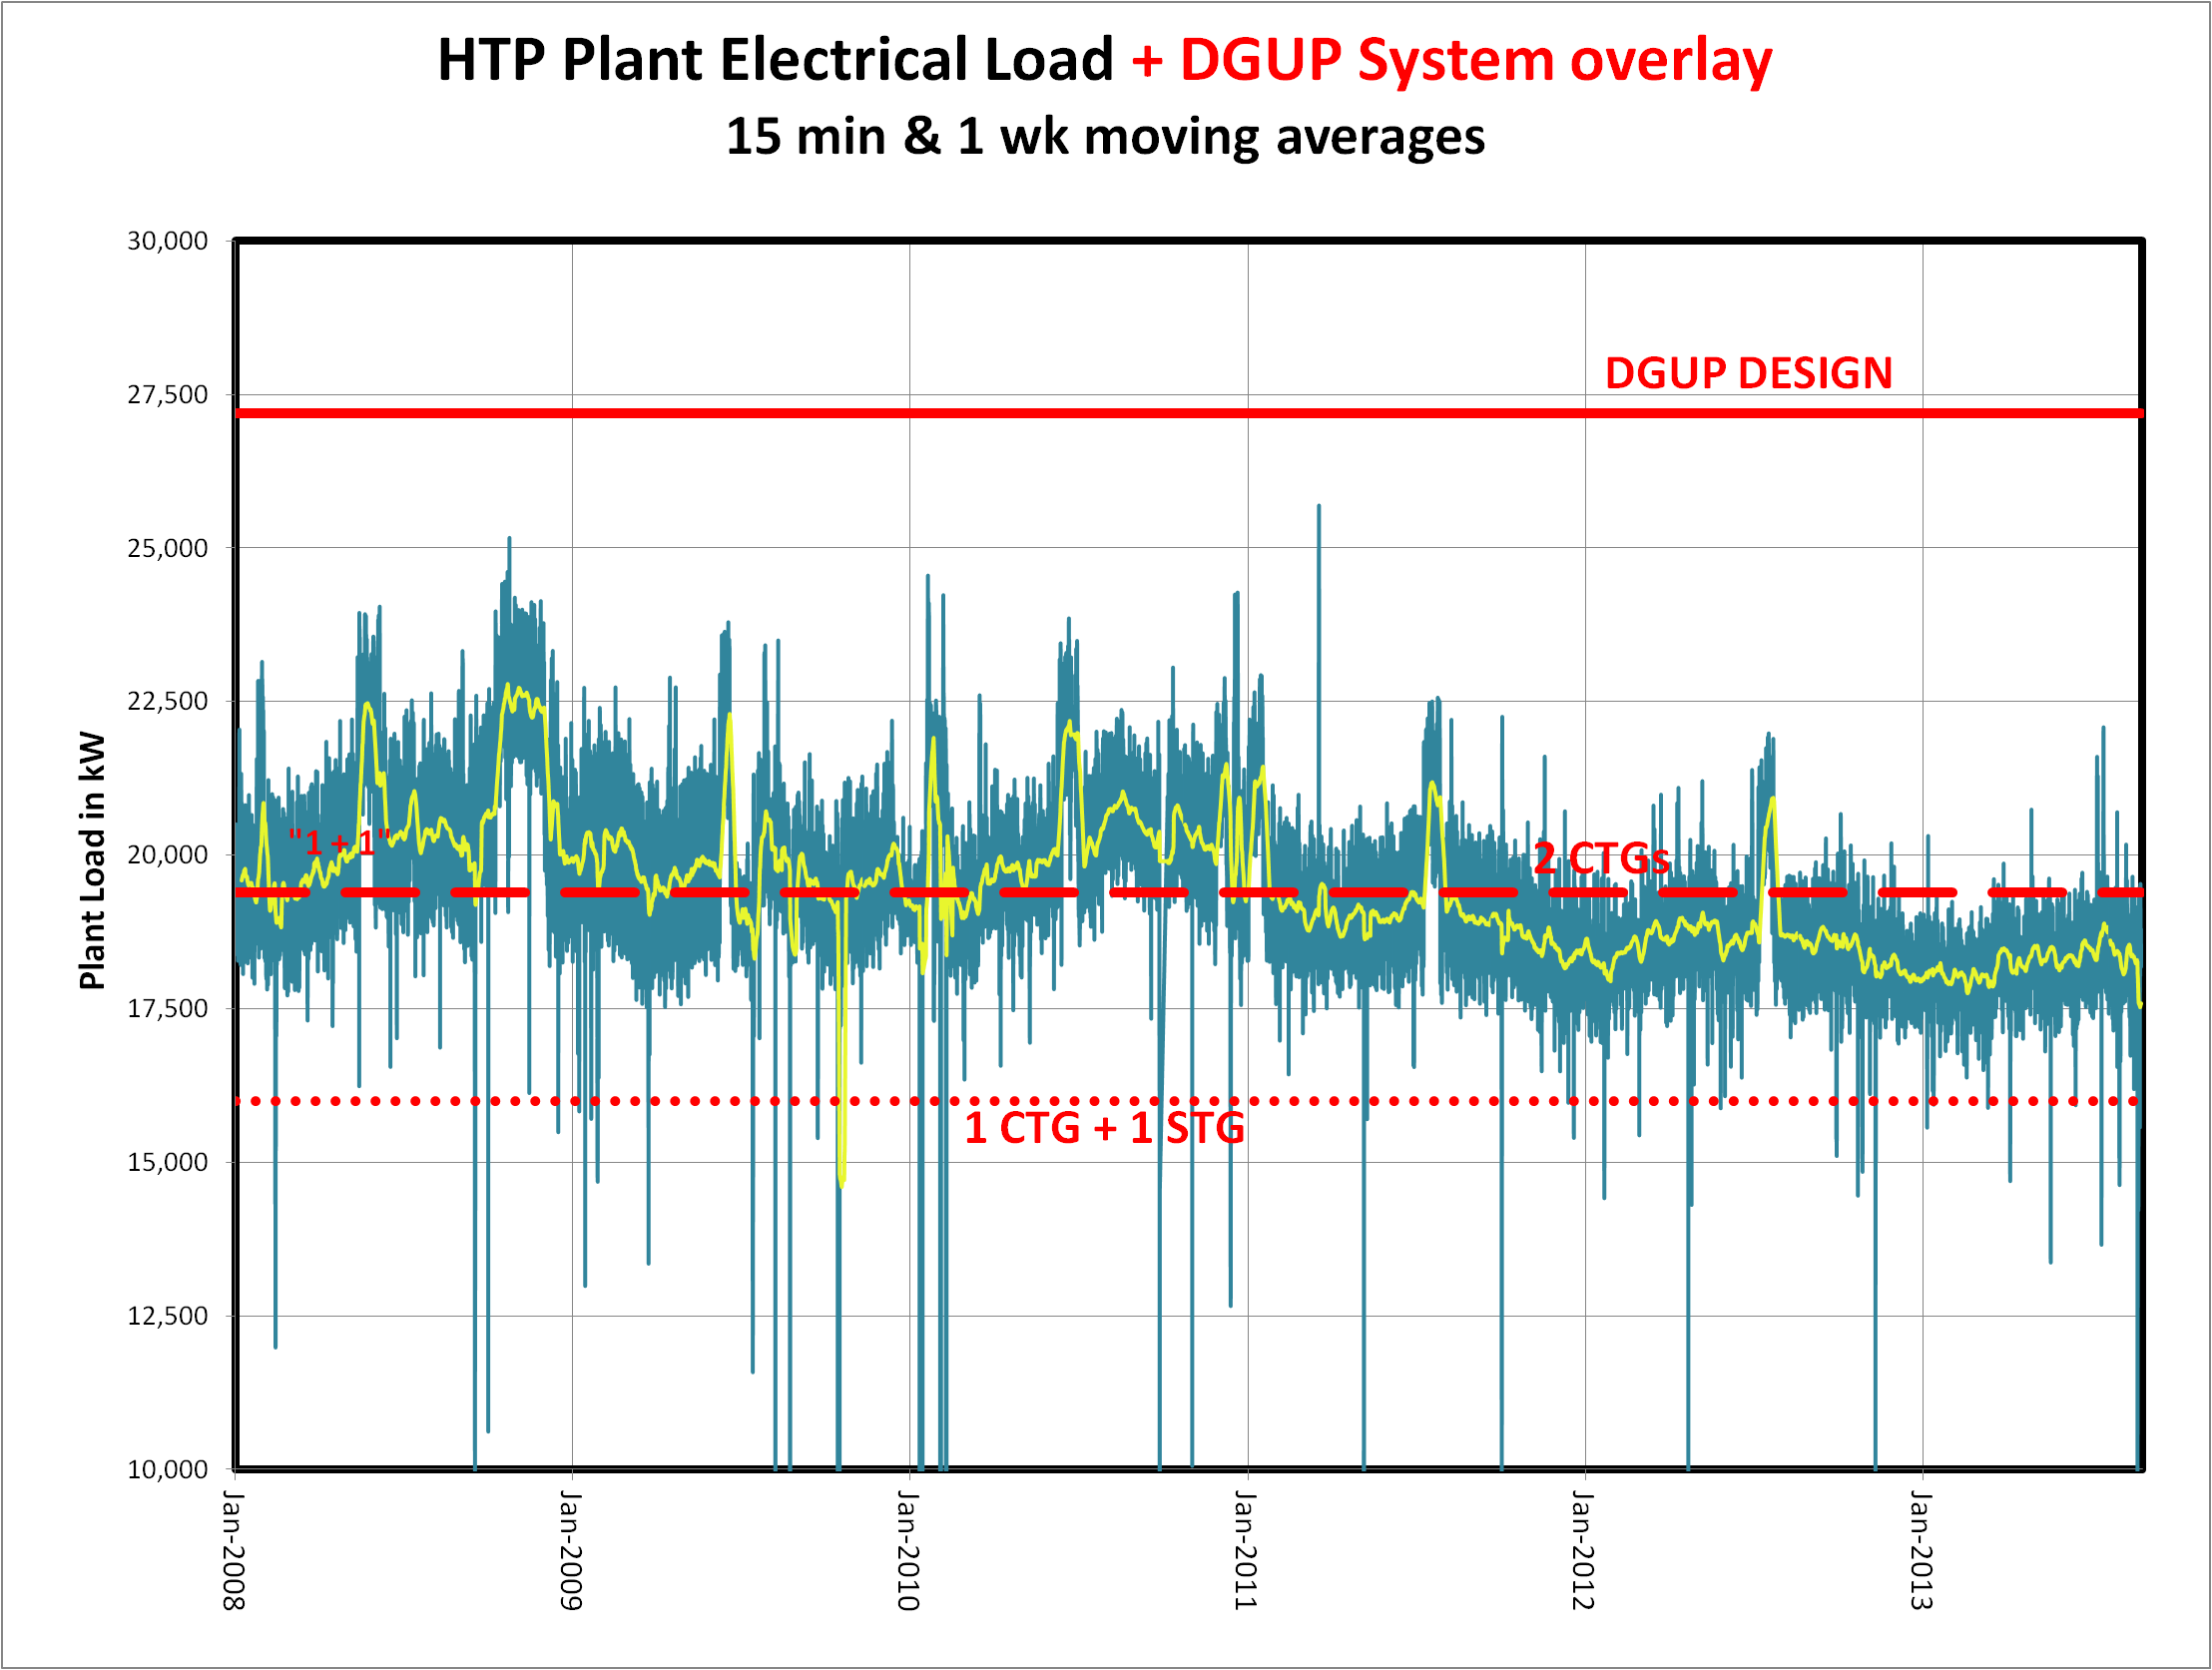 HTP Plant Electrical Load + DGUP System overlay
15 min & 1 wk moving averages
30,000
DGUP DESIGN
27,500
25,000
22,500
"1 + 1"
20,000
2 CTGs
Plant Load in kW
17,500
1 CTG + 1 STG
15,000
12,500
10,000
Jan-2008
Jan-2009
Jan-2010
Jan-2011
Jan-2012
Jan-2013